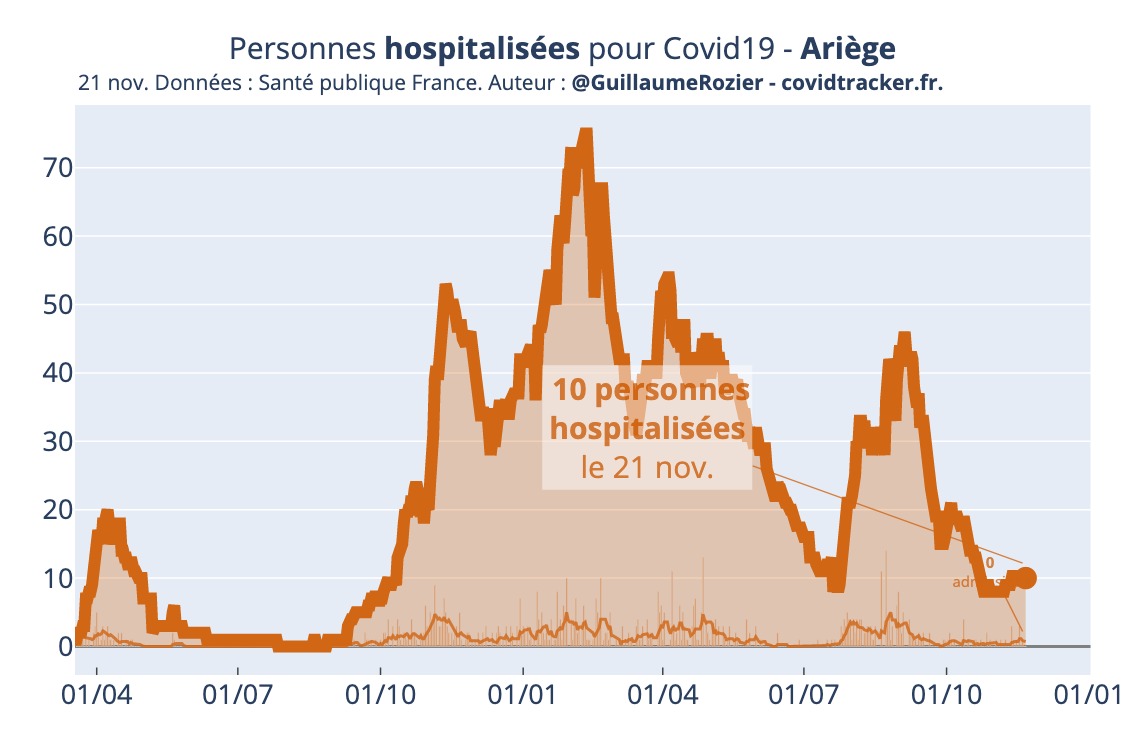 Personnes hospitalisées pour Covid19 - Ariège
21 nov. Données : Santé publique France. Auteur : @GuillaumeRozier - covidtracker.fr.
70
60
50
40
30
20
10
0
10 personnes
hospitalisées
le 21 nov.
0
01/04 01/07 01/10 01/01 01/04 01/07 01/10 01/01